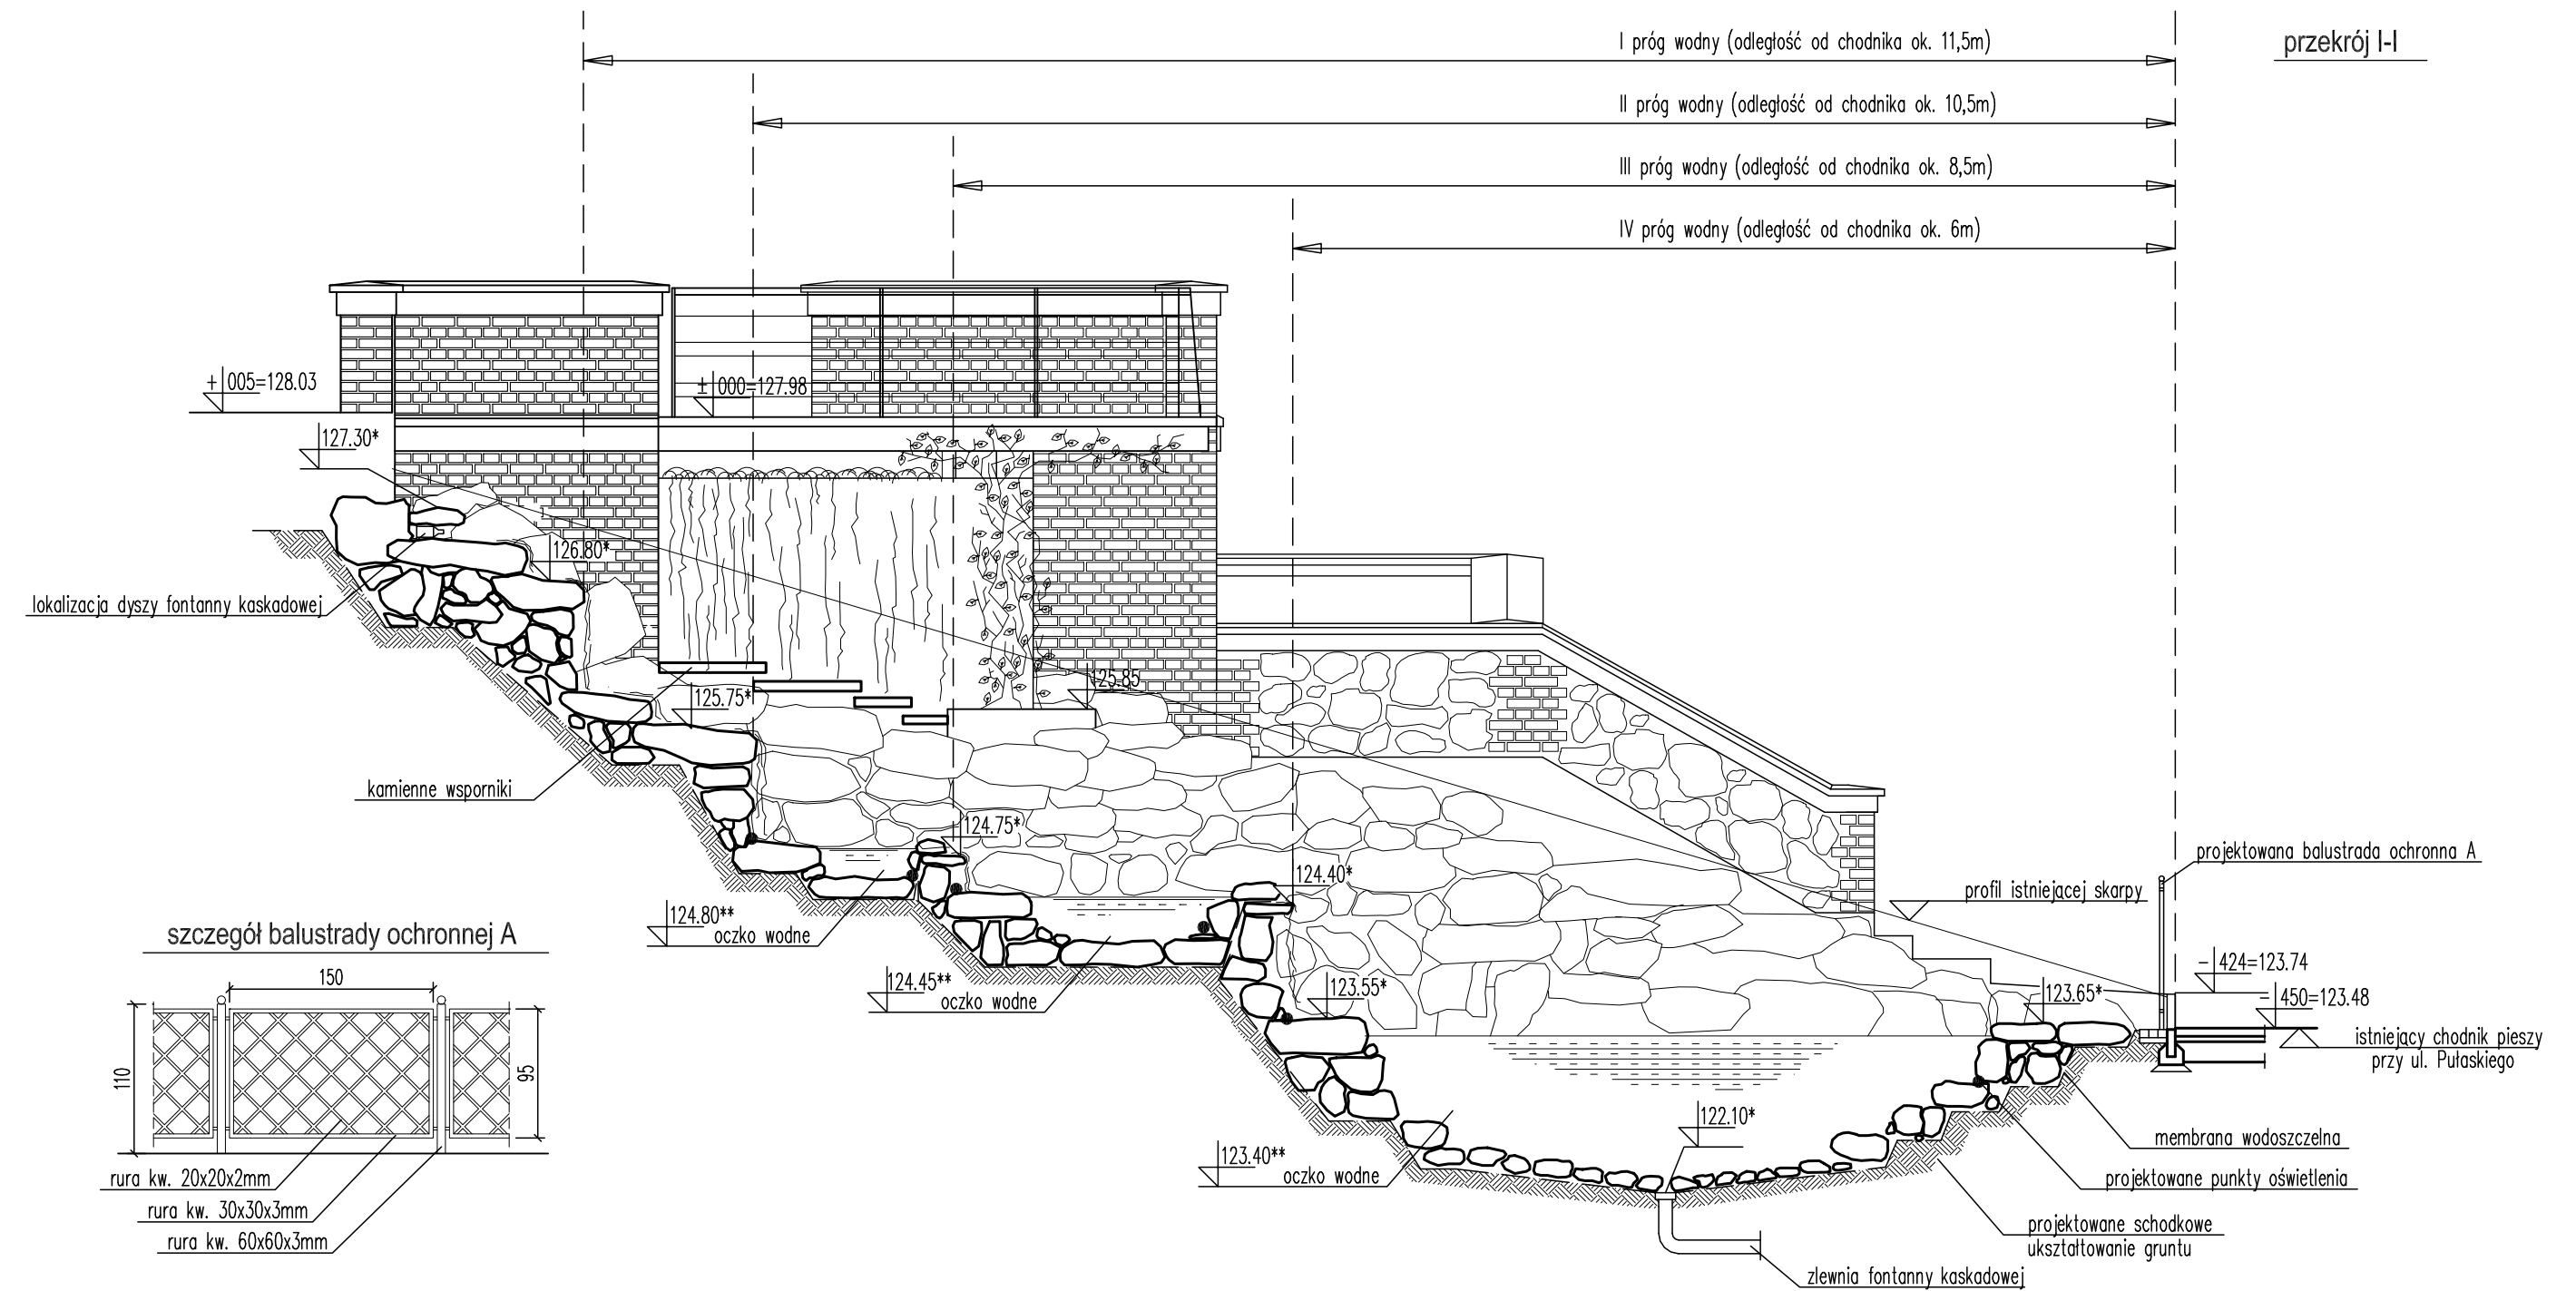 I próg wodny (odległość od chodnika ok. 11,5m)
przekrój I-I
II próg wodny (odległość od chodnika ok. 10,5m)
III próg wodny (odległość od chodnika ok. 8,5m)
IV próg wodny (odległość od chodnika ok. 6m)
+ 005=128.03
± 000=127.98
127.30*
126.80*
lokalizacja dyszy fontanny kaskadowej
125.85
125.75*
kamienne wsporniki
124.75*
124.40*
projektowana balustrada ochronna A
profil istniejącej skarpy
124.80**
oczko wodne
szczegół balustrady ochronnej A
- 424=123.74
124.45**
oczko wodne
123.55*
123.65*
- 450=123.48
istniejący chodnik pieszy
przy ul. Pułaskiego
150
110
95
122.10*
123.40**
oczko wodne
membrana wodoszczelna
rura kw. 20x20x2mm
projektowane punkty oświetlenia
rura kw. 30x30x3mm
projektowane schodkowe
ukształtowanie gruntu
rura kw. 60x60x3mm
zlewnia fontanny kaskadowej